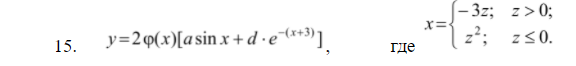 15. y=2φ(x)[a sin x + d · e^{-(x+3)}], где x={ -3z; z > 0;
z²; z ≤ 0.